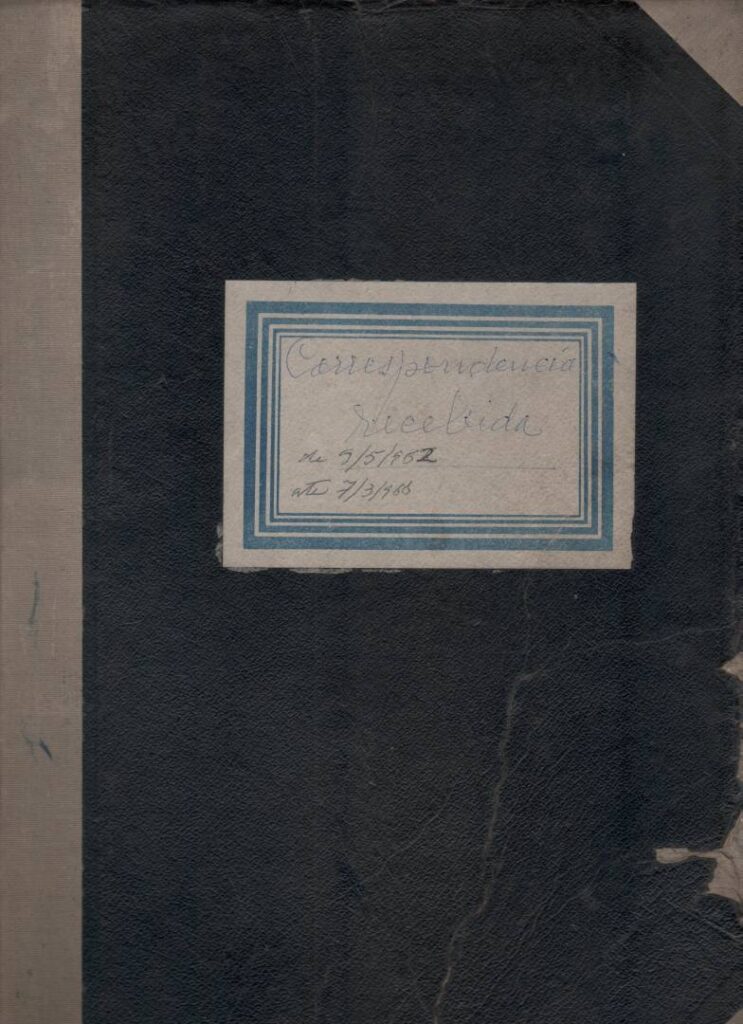 Correspondencia
recebida
de 9/5/962
até 7/3/966